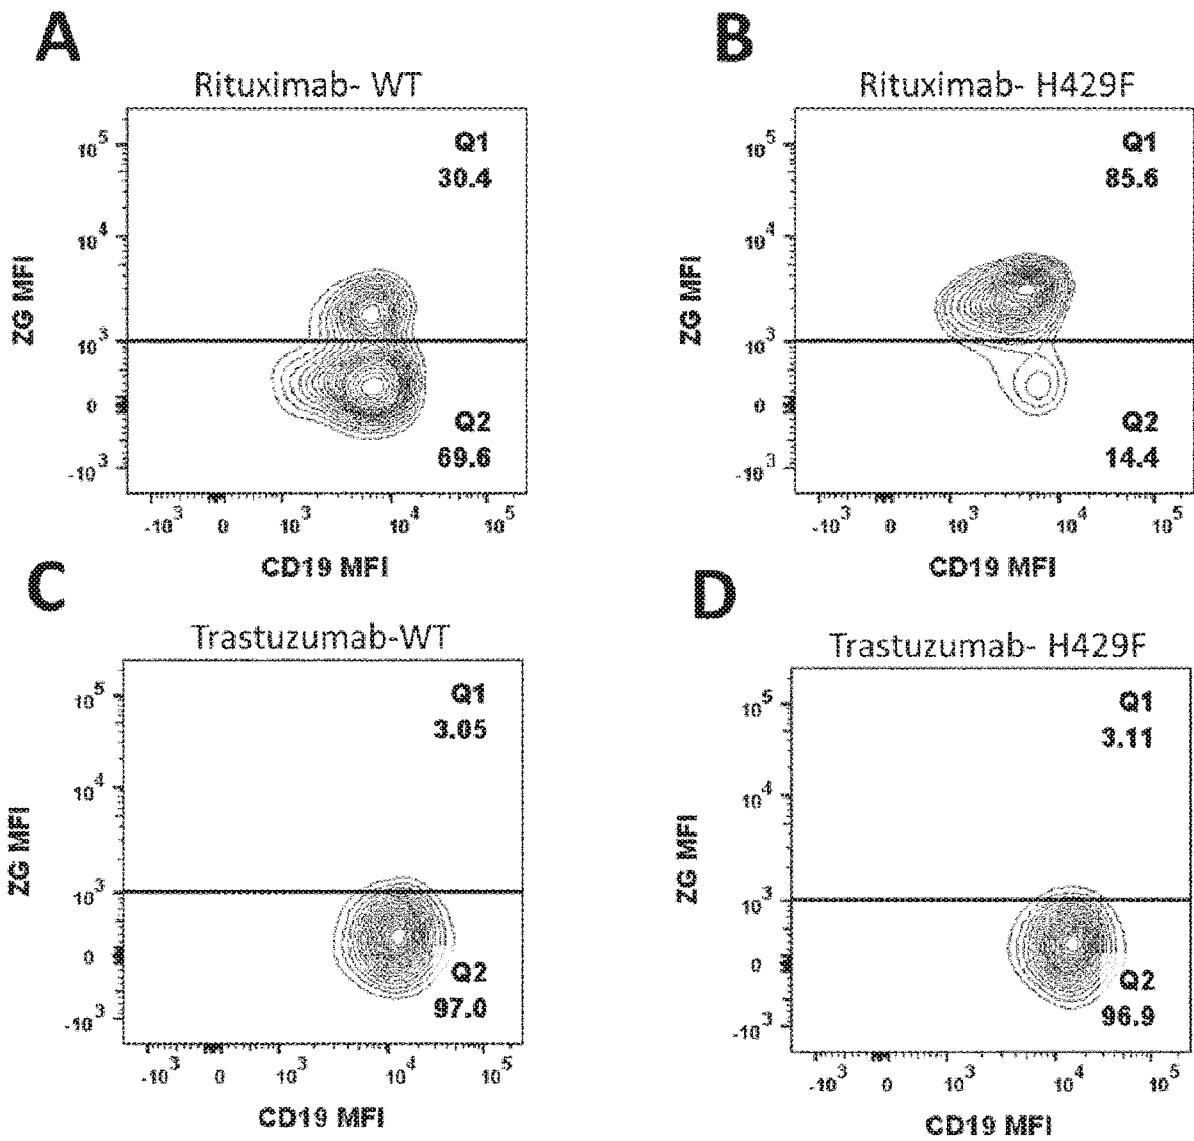 A
Rituximab- WT
10^5
10^4
10^3
0
-10^3
ZG MFI
Q1
30.4
Q2
69.6
-10^3 0 10^3 10^4 10^5
CD19 MFI
B
Rituximab- H429F
10^5
10^4
10^3
0
-10^3
ZG MFI
Q1
85.6
Q2
14.4
-10^3 0 10^3 10^4 10^5
CD19 MFI
C
Trastuzumab-WT
10^5
10^4
10^3
0
-10^3
ZG MFI
Q1
3.05
Q2
97.0
-10^3 0 10^3 10^4 10^5
CD19 MFI
D
Trastuzumab- H429F
10^5
10^4
10^3
0
-10^3
ZG MFI
Q1
3.11
Q2
96.9
-10^3 0 10^3 10^4 10^5
CD19 MFI